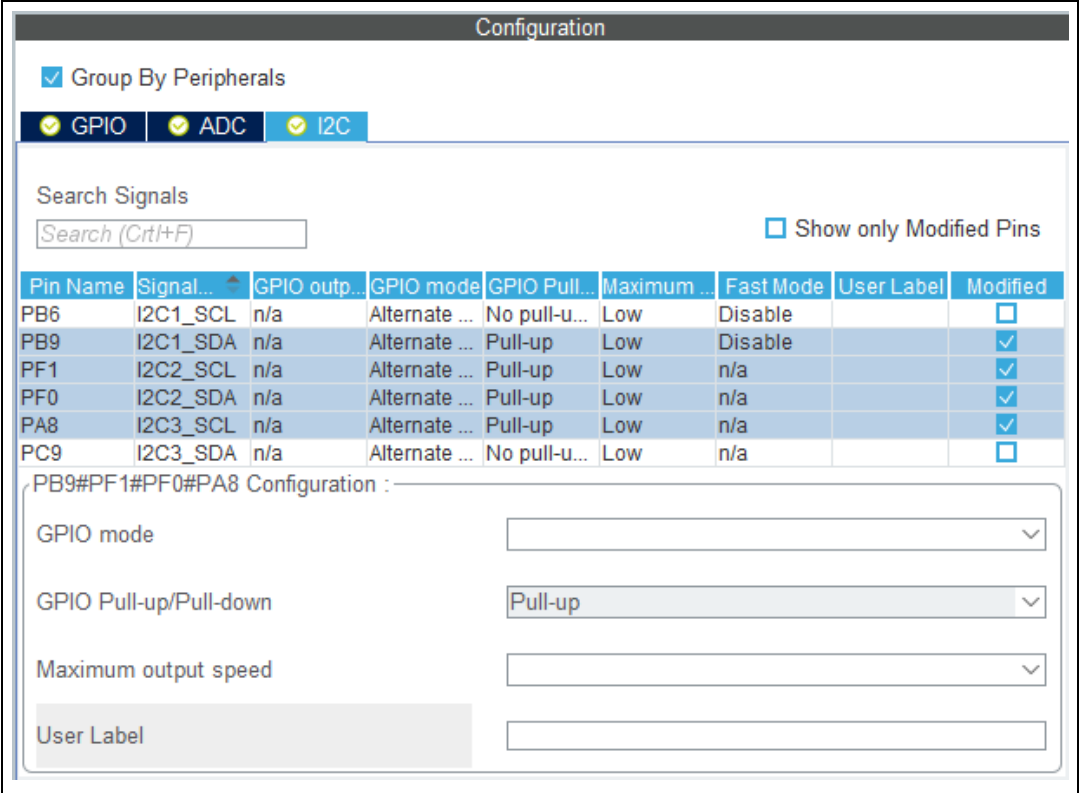 Configuration
Group By Peripherals
GPIO ADC I2C
Search Signals
Search (Crtl+F)
Show only Modified Pins
Pin Name Signal... GPIO outp... GPIO mode GPIO Pull... Maximum ... Fast Mode User Label Modified
PB6 I2C1_SCL n/a Alternate ... No pull-u... Low Disable
PB9 I2C1_SDA n/a Alternate ... Pull-up Low Disable
PF1 I2C2_SCL n/a Alternate ... Pull-up Low n/a
PF0 I2C2_SDA n/a Alternate ... Pull-up Low n/a
PA8 I2C3_SCL n/a Alternate ... Pull-up Low n/a
PC9 I2C3_SDA n/a Alternate ... No pull-u... Low n/a
PB9#PF1#PF0#PA8 Configuration :
GPIO mode
GPIO Pull-up/Pull-down Pull-up
Maximum output speed
User Label